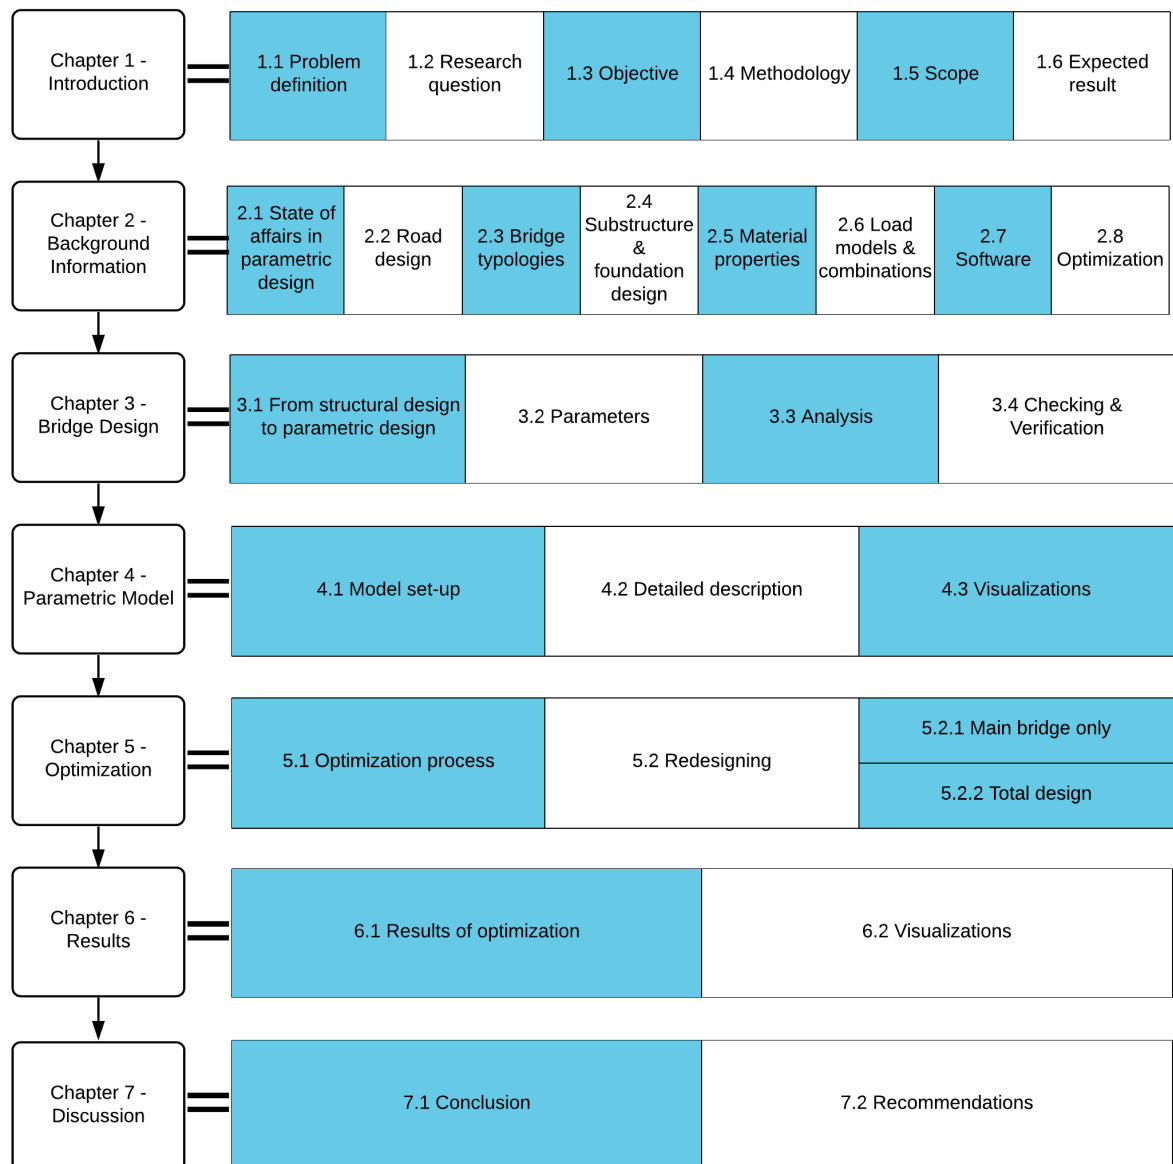 Chapter 1 -
Introduction
1.1 Problem
definition
1.2 Research
question
1.3 Objective
1.4 Methodology
1.5 Scope
1.6 Expected
result
Chapter 2 -
Background
Information
2.1 State of
affairs in
parametric
design
2.2 Road
design
2.3 Bridge
typologies
2.4
Substructure
&
foundation
design
2.5 Material
properties
2.6 Load
models &
combinations
2.7
Software
2.8
Optimization
Chapter 3 -
Bridge Design
3.1 From structural design
to parametric design
3.2 Parameters
3.3 Analysis
3.4 Checking &
Verification
Chapter 4 -
Parametric Model
4.1 Model set-up
4.2 Detailed description
4.3 Visualizations
Chapter 5 -
Optimization
5.1 Optimization process
5.2 Redesigning
5.2.1 Main bridge only
5.2.2 Total design
Chapter 6 -
Results
6.1 Results of optimization
6.2 Visualizations
Chapter 7 -
Discussion
7.1 Conclusion
7.2 Recommendations